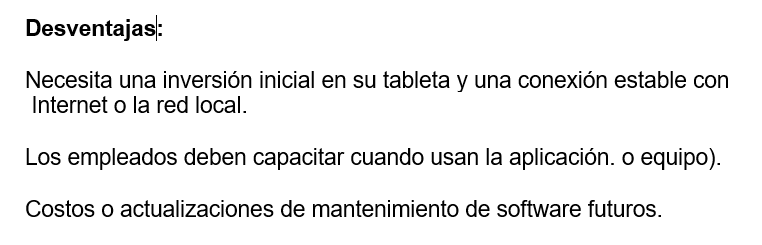 Desventajas:
Necesita una inversión inicial en su tableta y una conexión estable con
Internet o la red local.
Los empleados deben capacitar cuando usan la aplicación. o equipo).
Costos o actualizaciones de mantenimiento de software futuros.